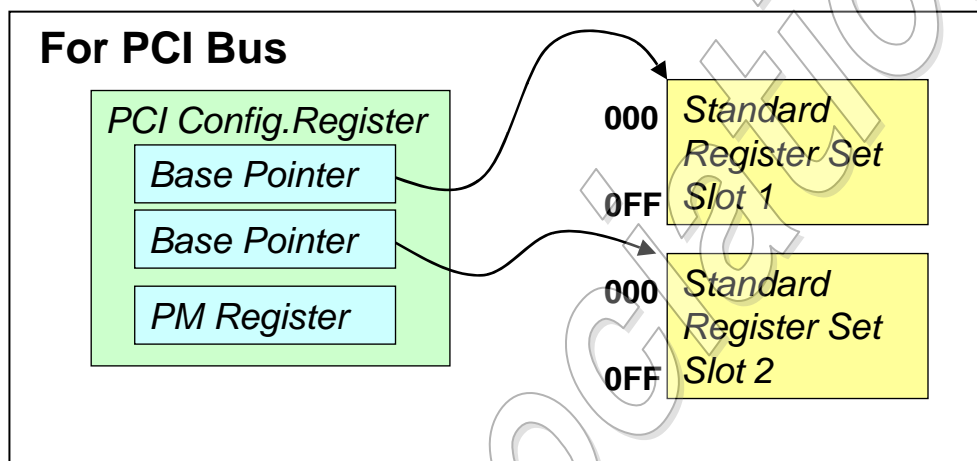 For PCI Bus
PCI Config.Register
Base Pointer
Base Pointer
PM Register
000
Standard
Register Set
0FF
Slot 1
000
Standard
Register Set
0FF
Slot 2